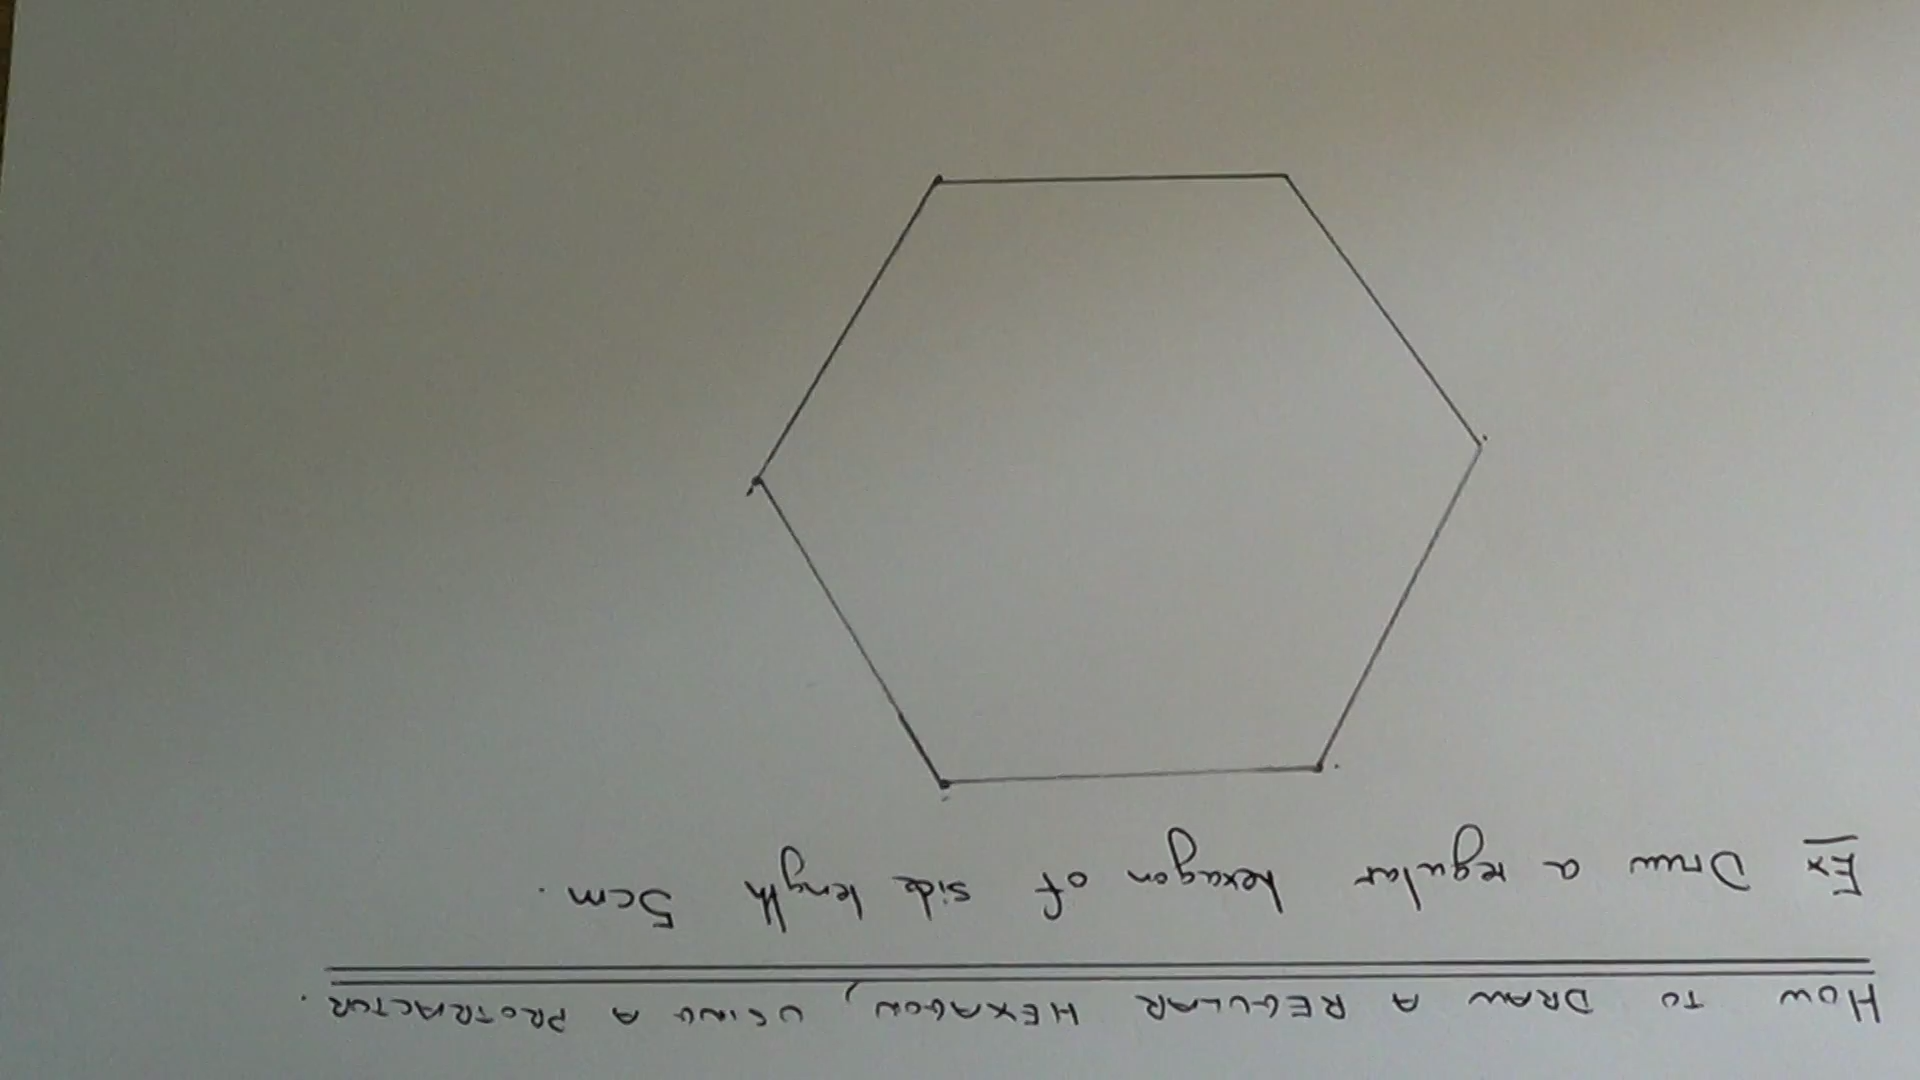 HOW TO DRAW A REGULAR HEXAGON, USING A PROTRACTOR.
Ex Draw a regular hexagon of side length 5cm.